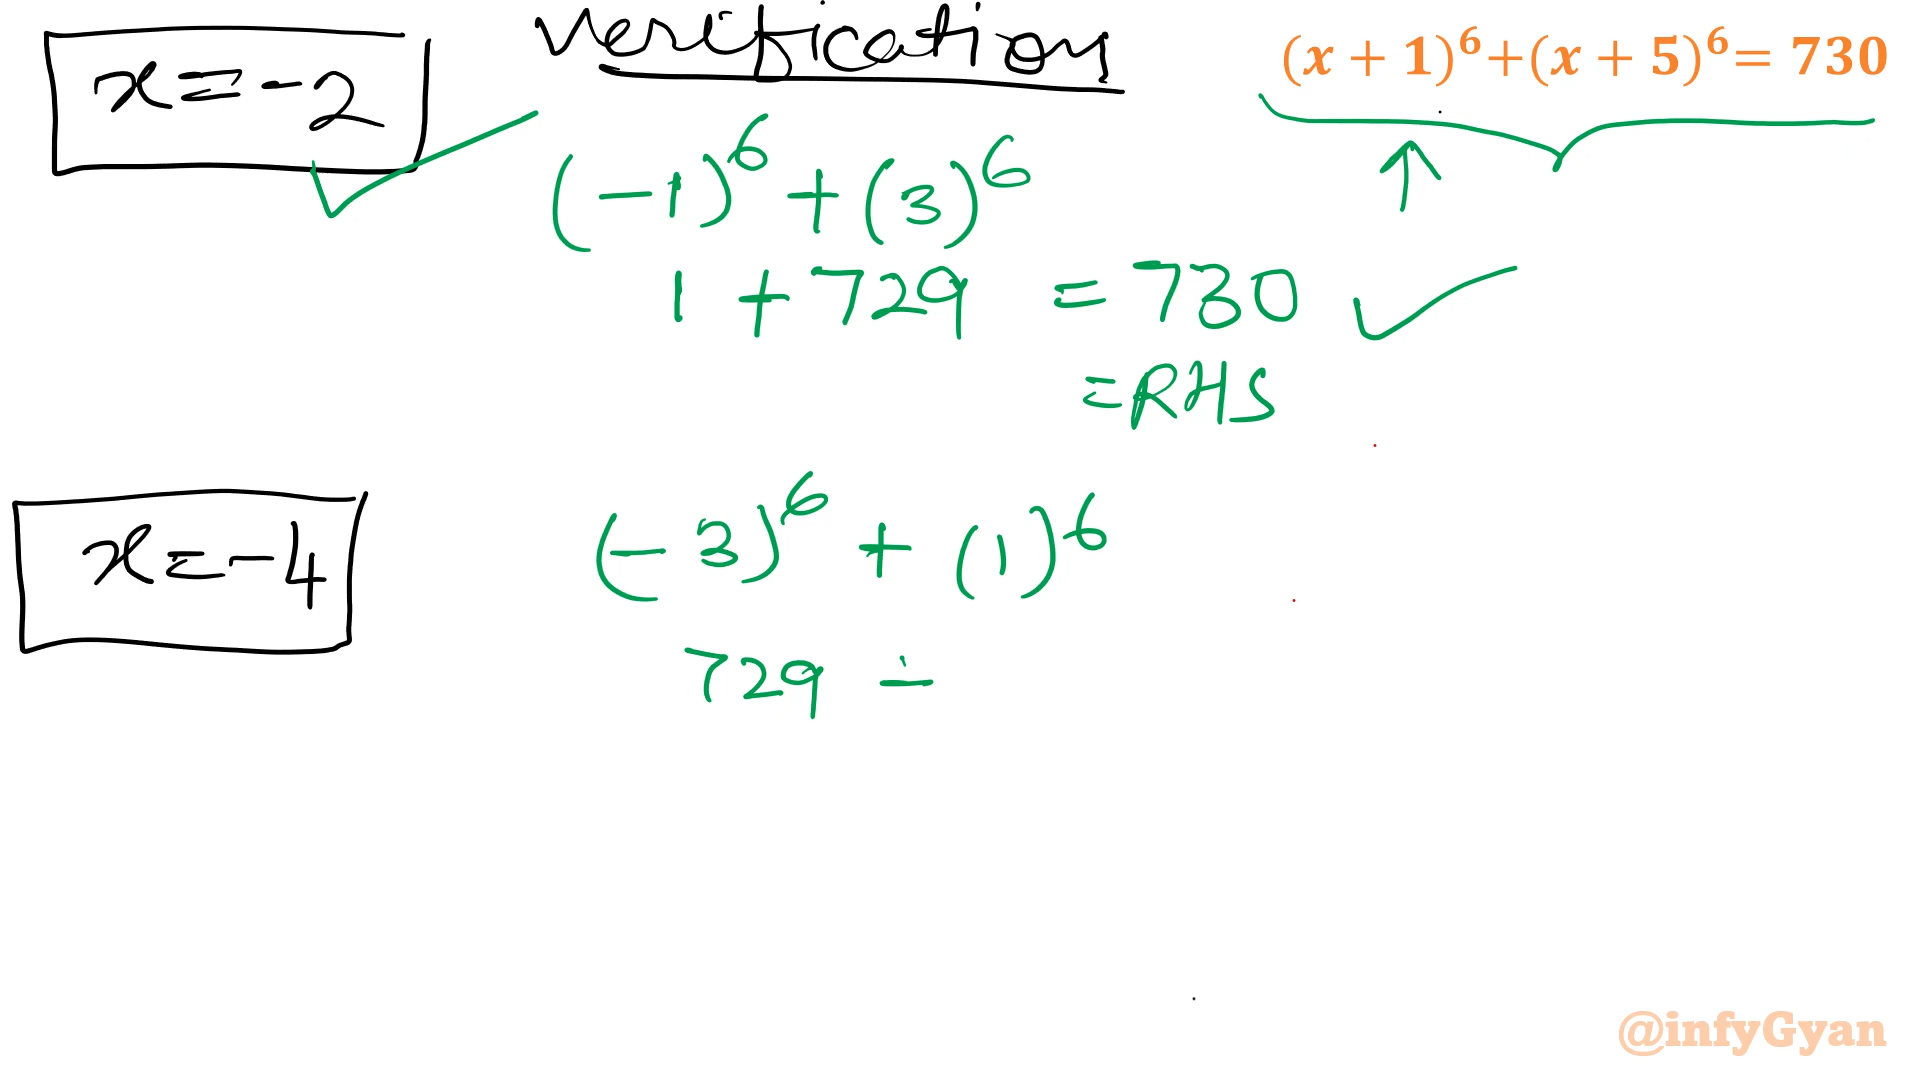 verification
(x + 1)⁶+(x + 5)⁶= 730
x = -2
(-1)⁶ + (3)⁶
1 + 729 = 730
= RHS
x = -4
(-3)⁶ + (1)⁶
729 -
@infyGyan